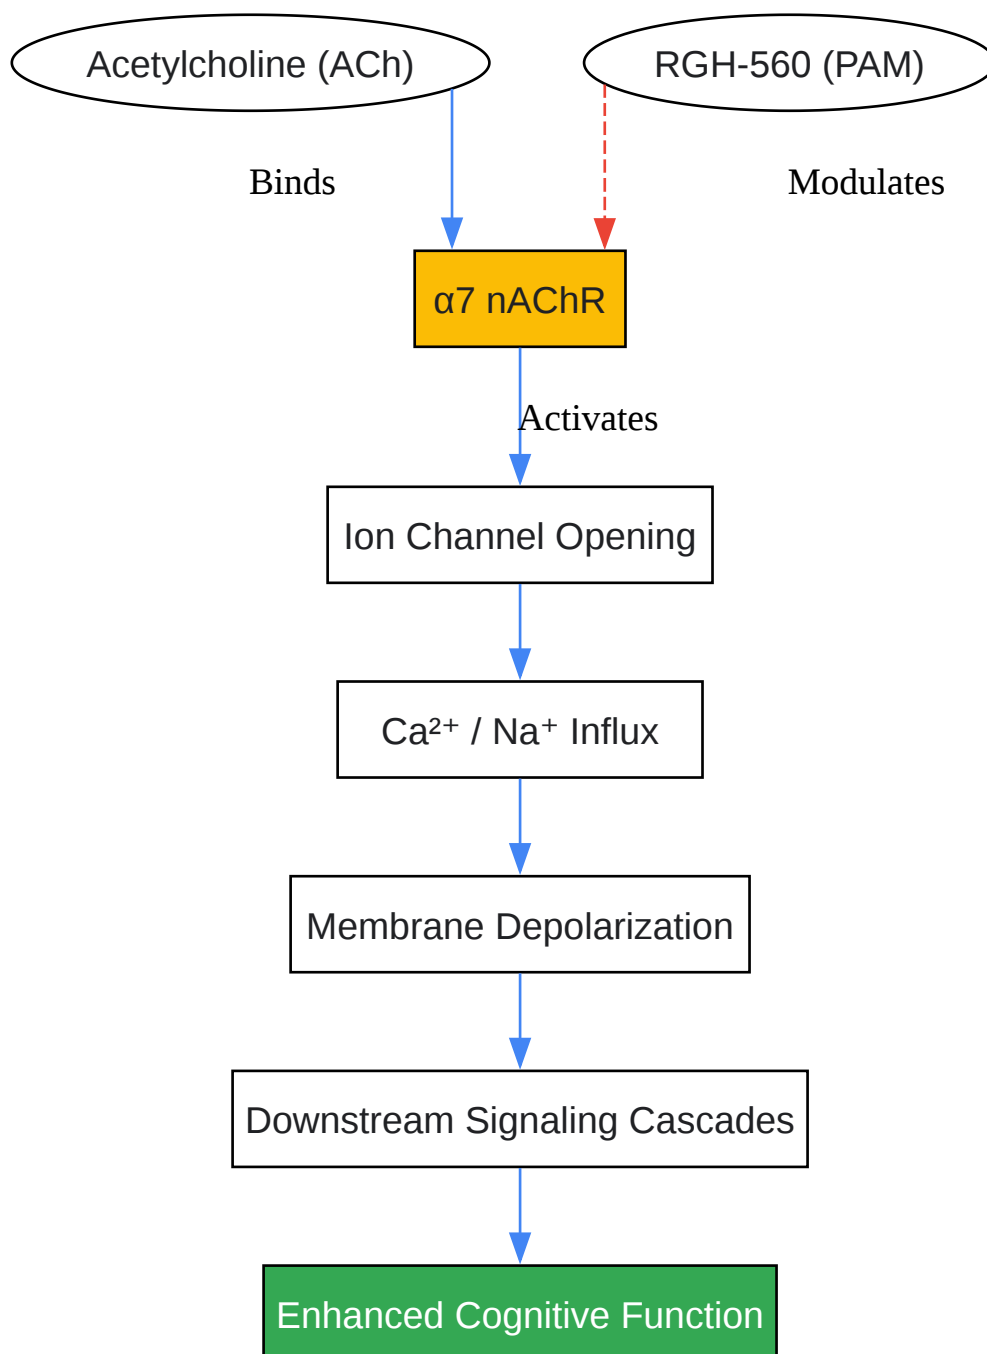 Acetylcholine (ACh)
RGH-560 (PAM)
Binds
Modulates
α7 nAChR
Activates
Ion Channel Opening
Ca²⁺ / Na⁺ Influx
Membrane Depolarization
Downstream Signaling Cascades
Enhanced Cognitive Function